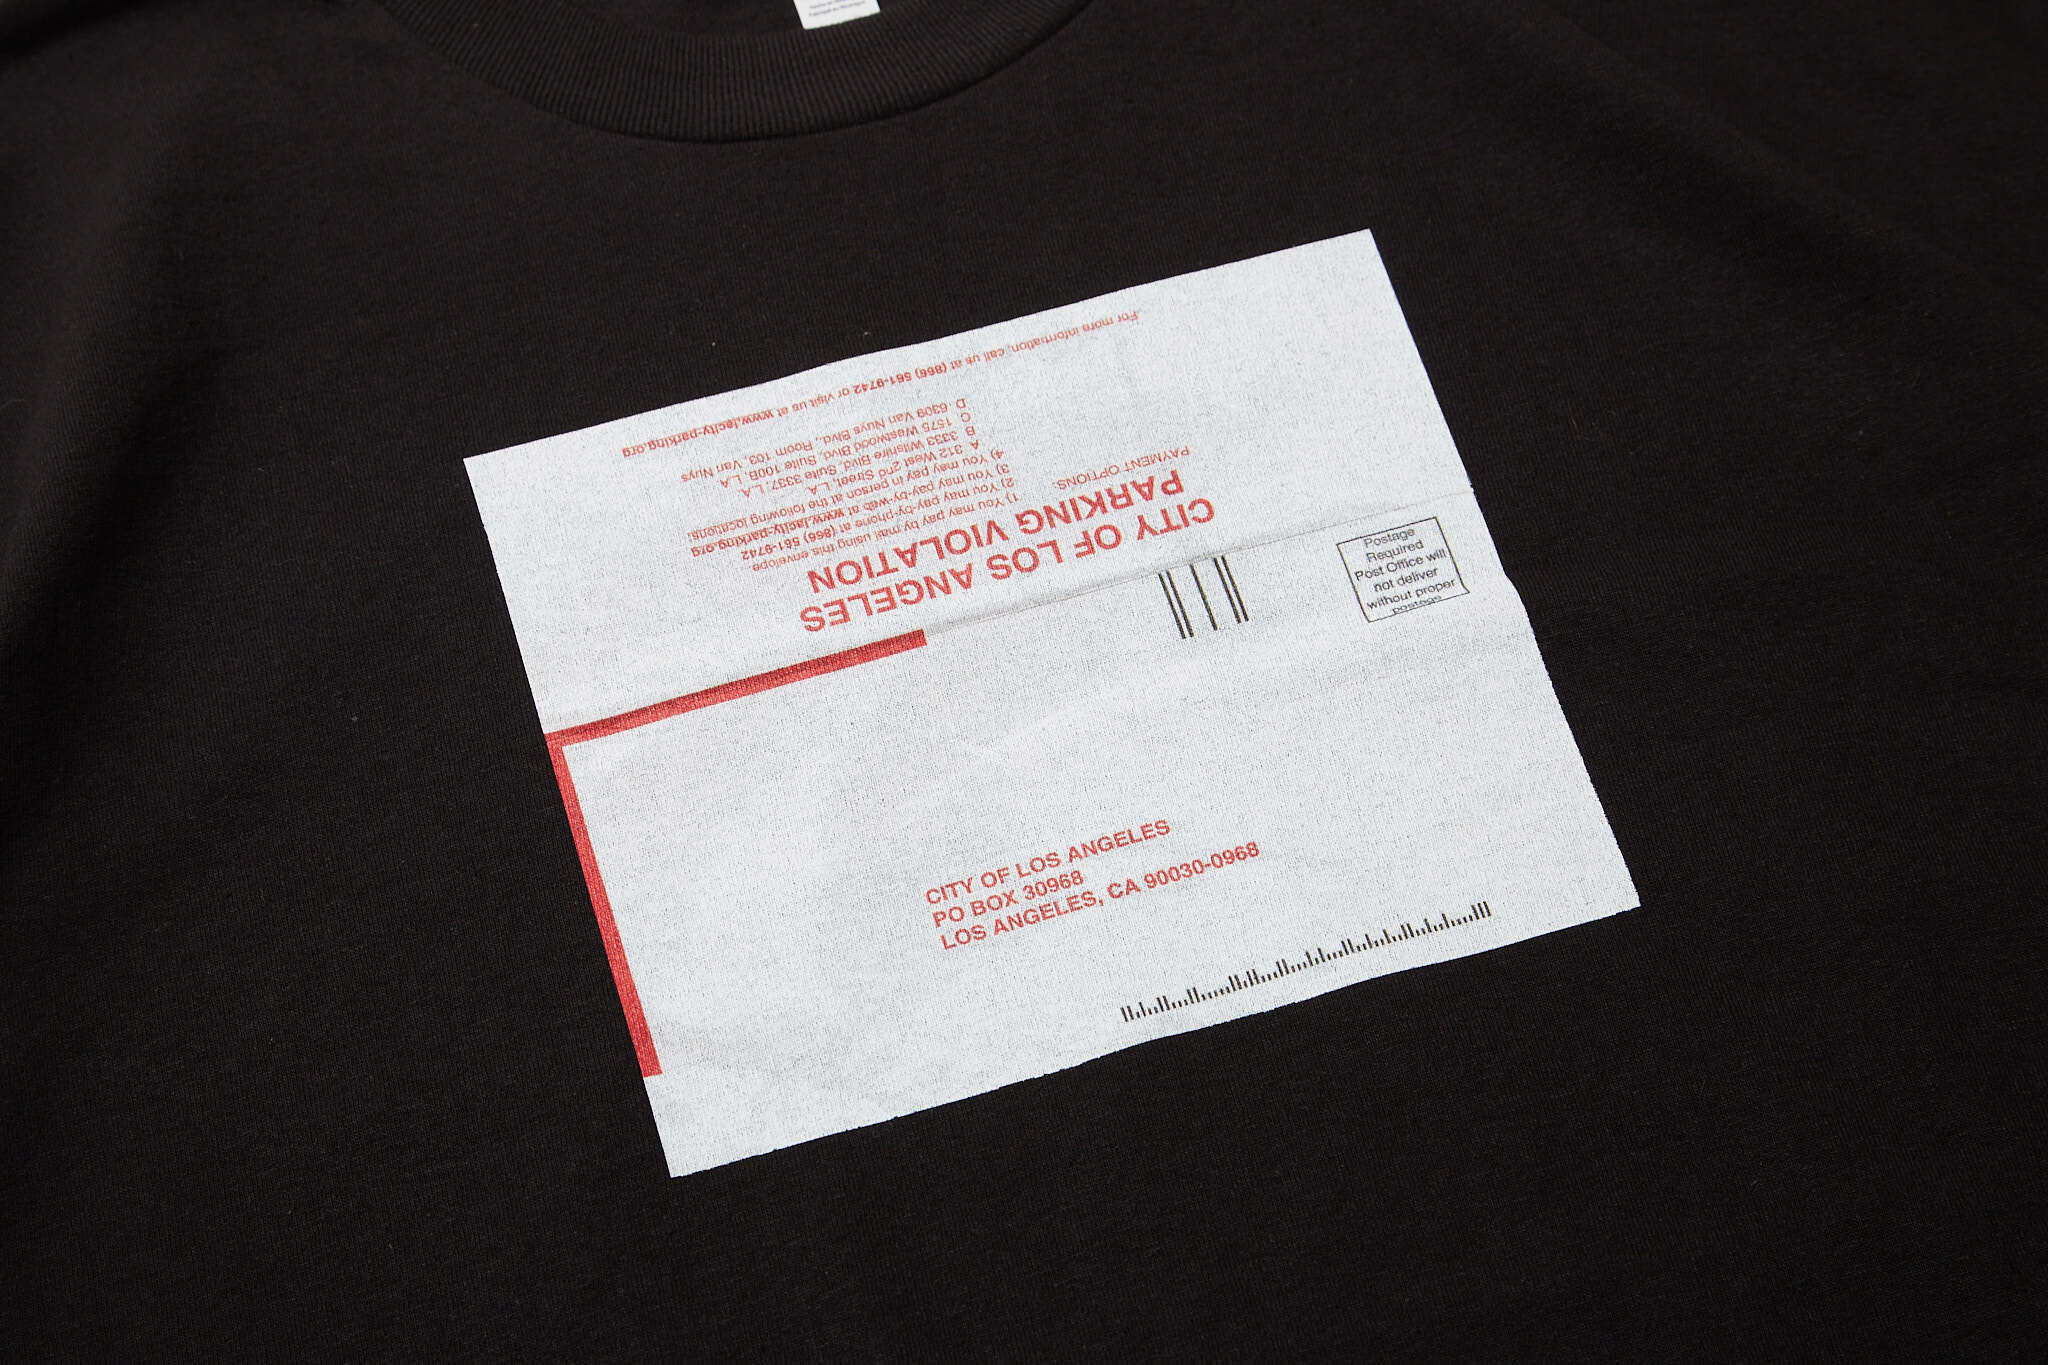 CITY OF LOS ANGELES
PARKING VIOLATION
PAYMENT OPTIONS:
1) You may pay by mail using this envelope
2) You may pay-by-phone at (866) 561-9742
3) You may pay-by-web at www.lacity-parking.org
4) You may pay in person at the following locations:
A 312 West 2nd Street, L.A.
B 3333 Wilshire Blvd, Suite 3337, L.A.
C 1575 Westwood Blvd, Suite 100B, L.A.
D. 6309 Van Nuys Blvd., Room 103, Van Nuys
For more information, call us at (866) 561-9742 or visit us at www.lacity-parking.org
Postage
Required
Post Office will
not deliver
without proper
postage
CITY OF LOS ANGELES
PO BOX 30968
LOS ANGELES, CA 90030-0968